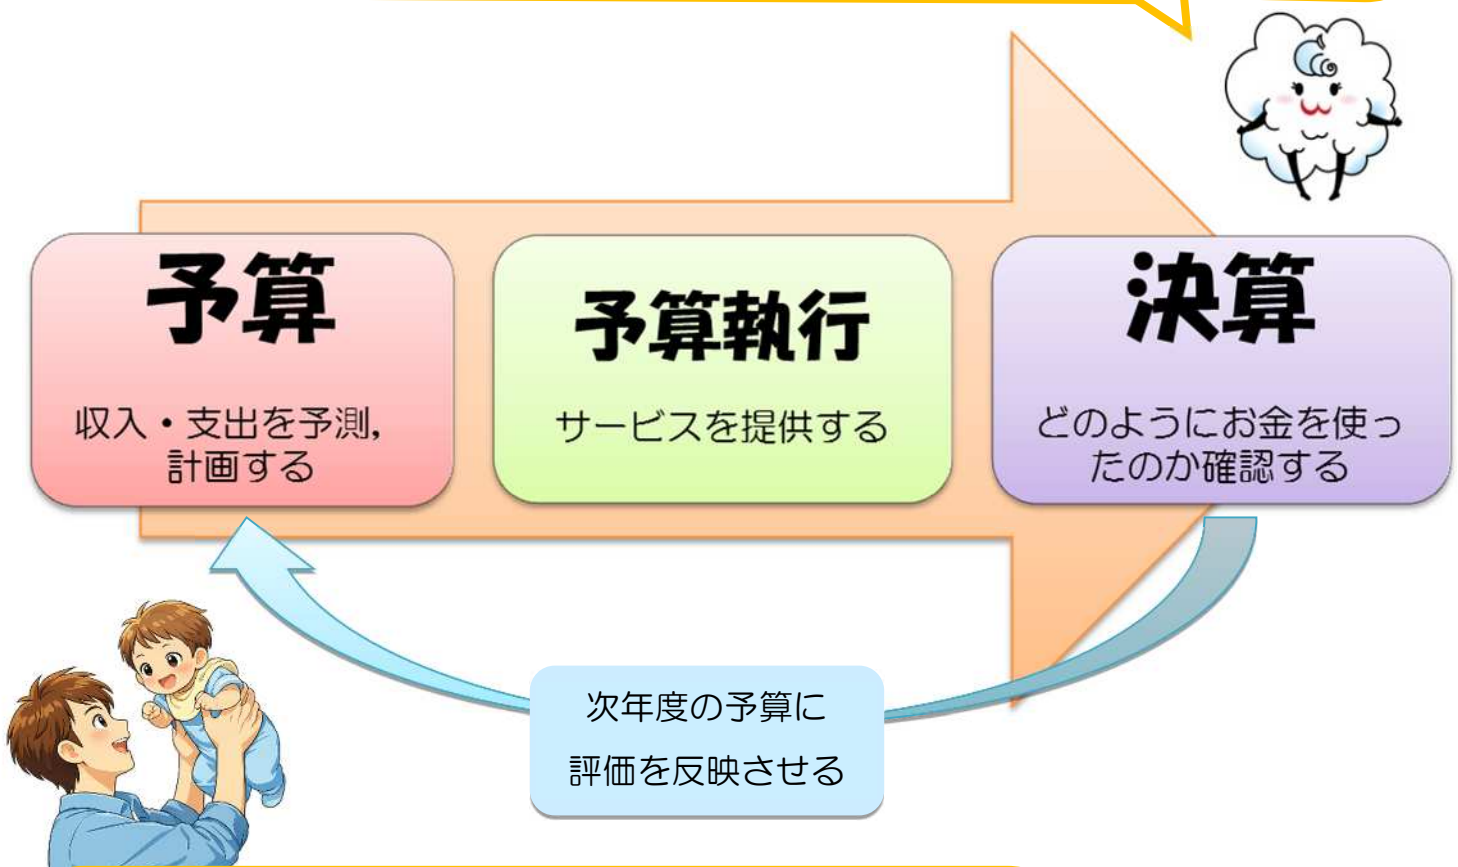 予算
収入・支出を予測,
計画する
予算執行
サービスを提供する
決算
どのようにお金を使っ
たのか確認する
次年度の予算に
評価を反映させる